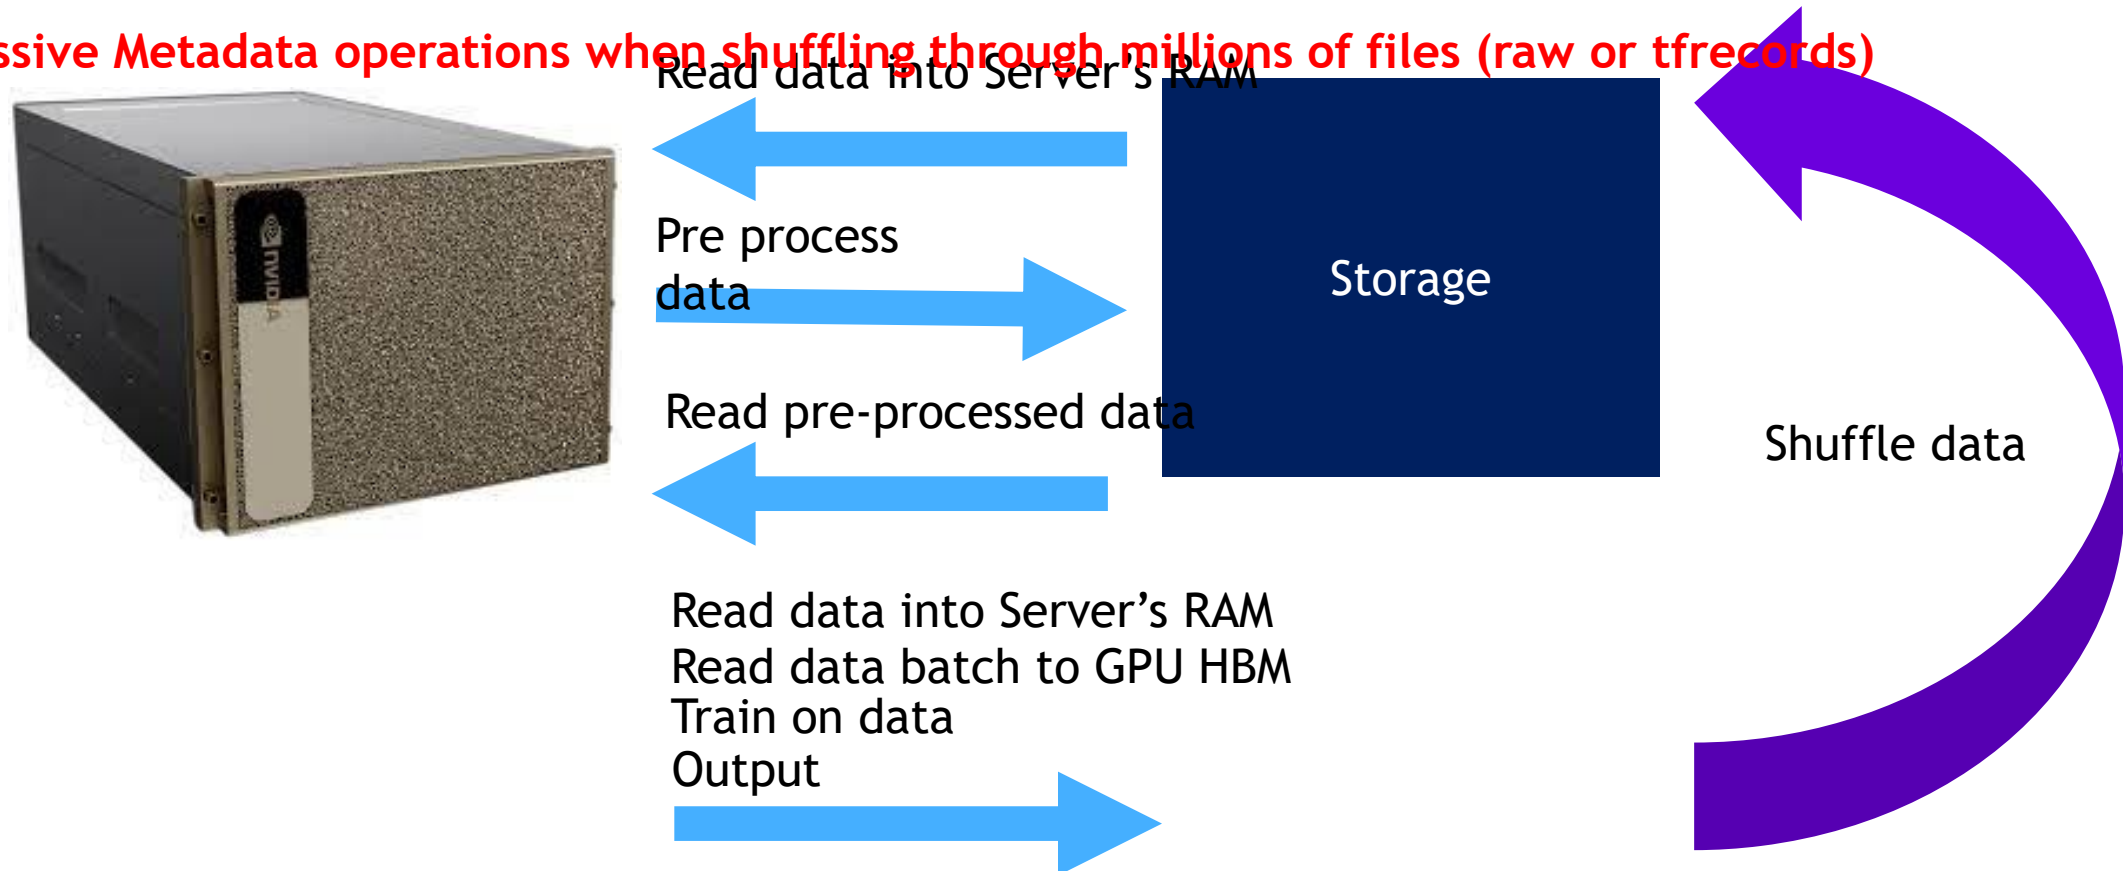 ssive Metadata operations when shuffling through millions of files (raw or tfrecords)
Read data into Server’s RAM
Pre process
data
Storage
Read pre-processed data
Shuffle data
Read data into Server’s RAM
Read data batch to GPU HBM
Train on data
Output
NVIDIA